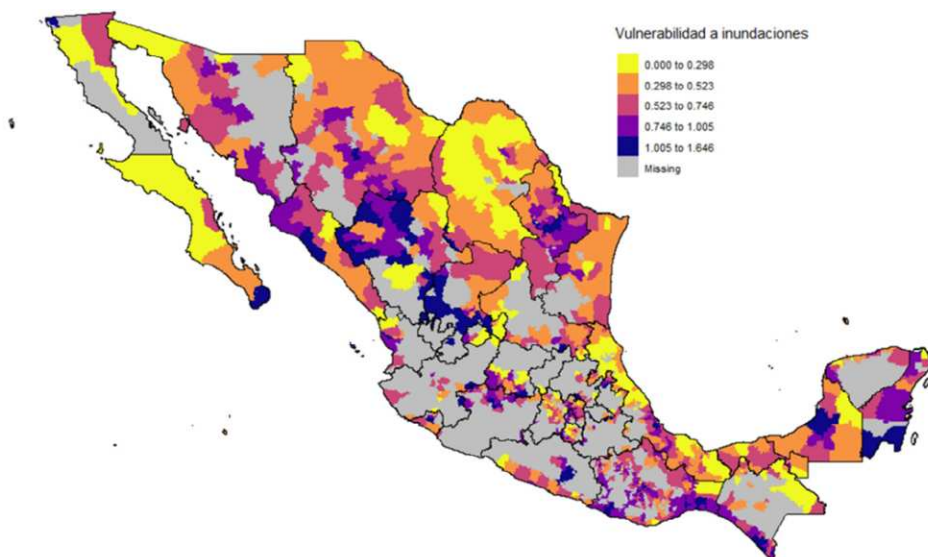 Vulnerabilidad a inundaciones
0.000 to 0.298
0.298 to 0.523
0.523 to 0.746
0.746 to 1.005
1.005 to 1.646
Missing